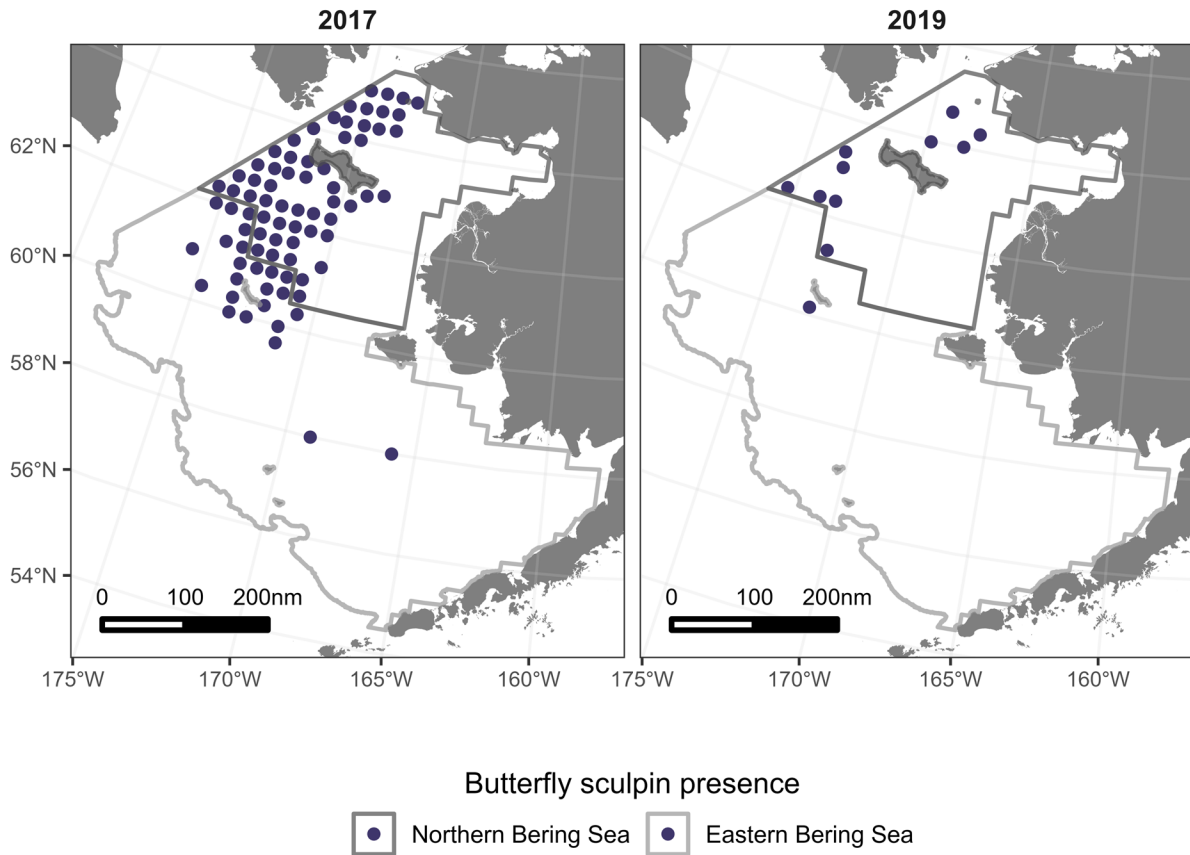 2017
2019
62°N
60°N
58°N
56°N
54°N
0 100 200nm
0 100 200nm
175°W 170°W 165°W 160°W 175°W 170°W 165°W 160°W
Butterfly sculpin presence
Northern Bering Sea Eastern Bering Sea